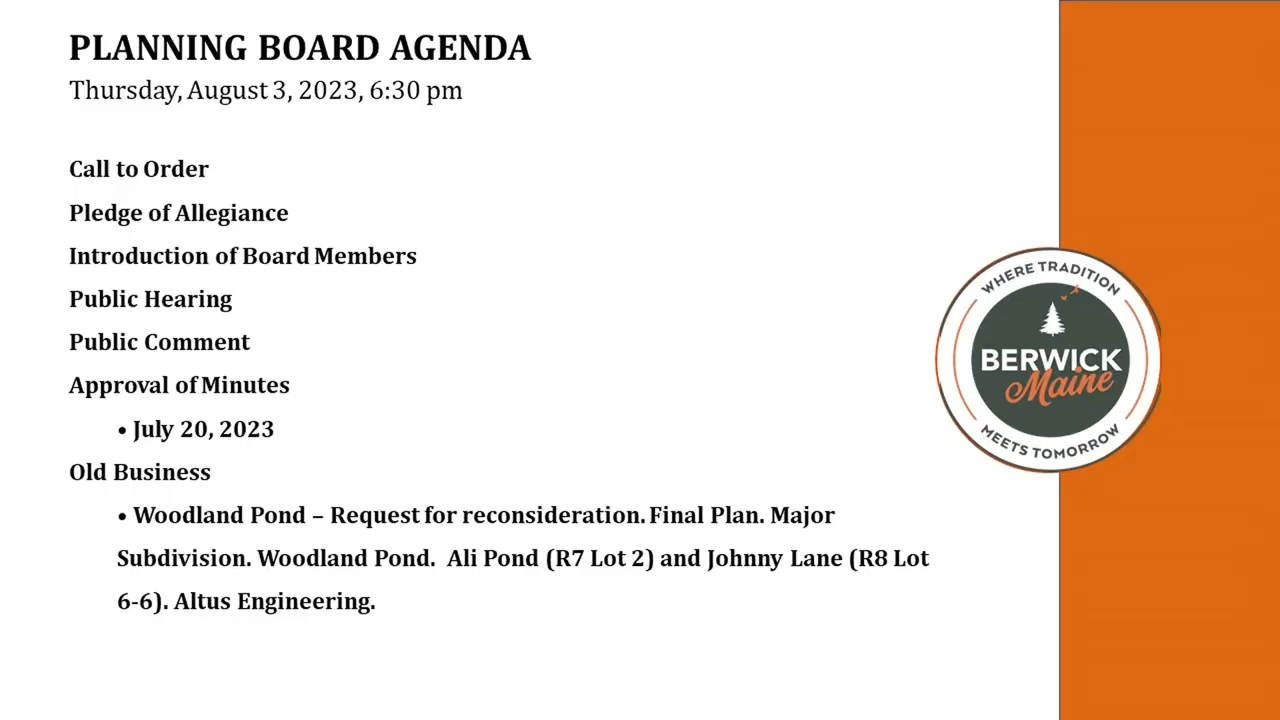 PLANNING BOARD AGENDA
Thursday, August 3, 2023, 6:30 pm
Call to Order
Pledge of Allegiance
Introduction of Board Members
Public Hearing
Public Comment
Approval of Minutes
• July 20, 2023
Old Business
• Woodland Pond – Request for reconsideration. Final Plan. Major
Subdivision. Woodland Pond.  Ali Pond (R7 Lot 2) and Johnny Lane (R8 Lot
6-6). Altus Engineering.
WHERE TRADITION
BERWICK
Maine
MEETS TOMORROW